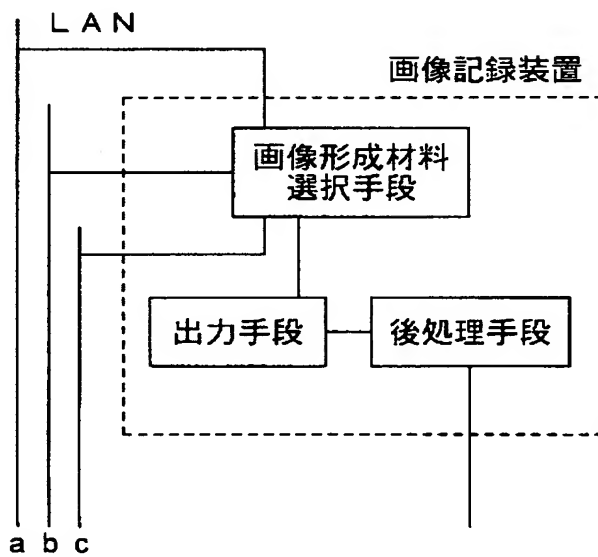 LAN
画像記録装置
画像形成材料
選択手段
出力手段
後処理手段
a b c